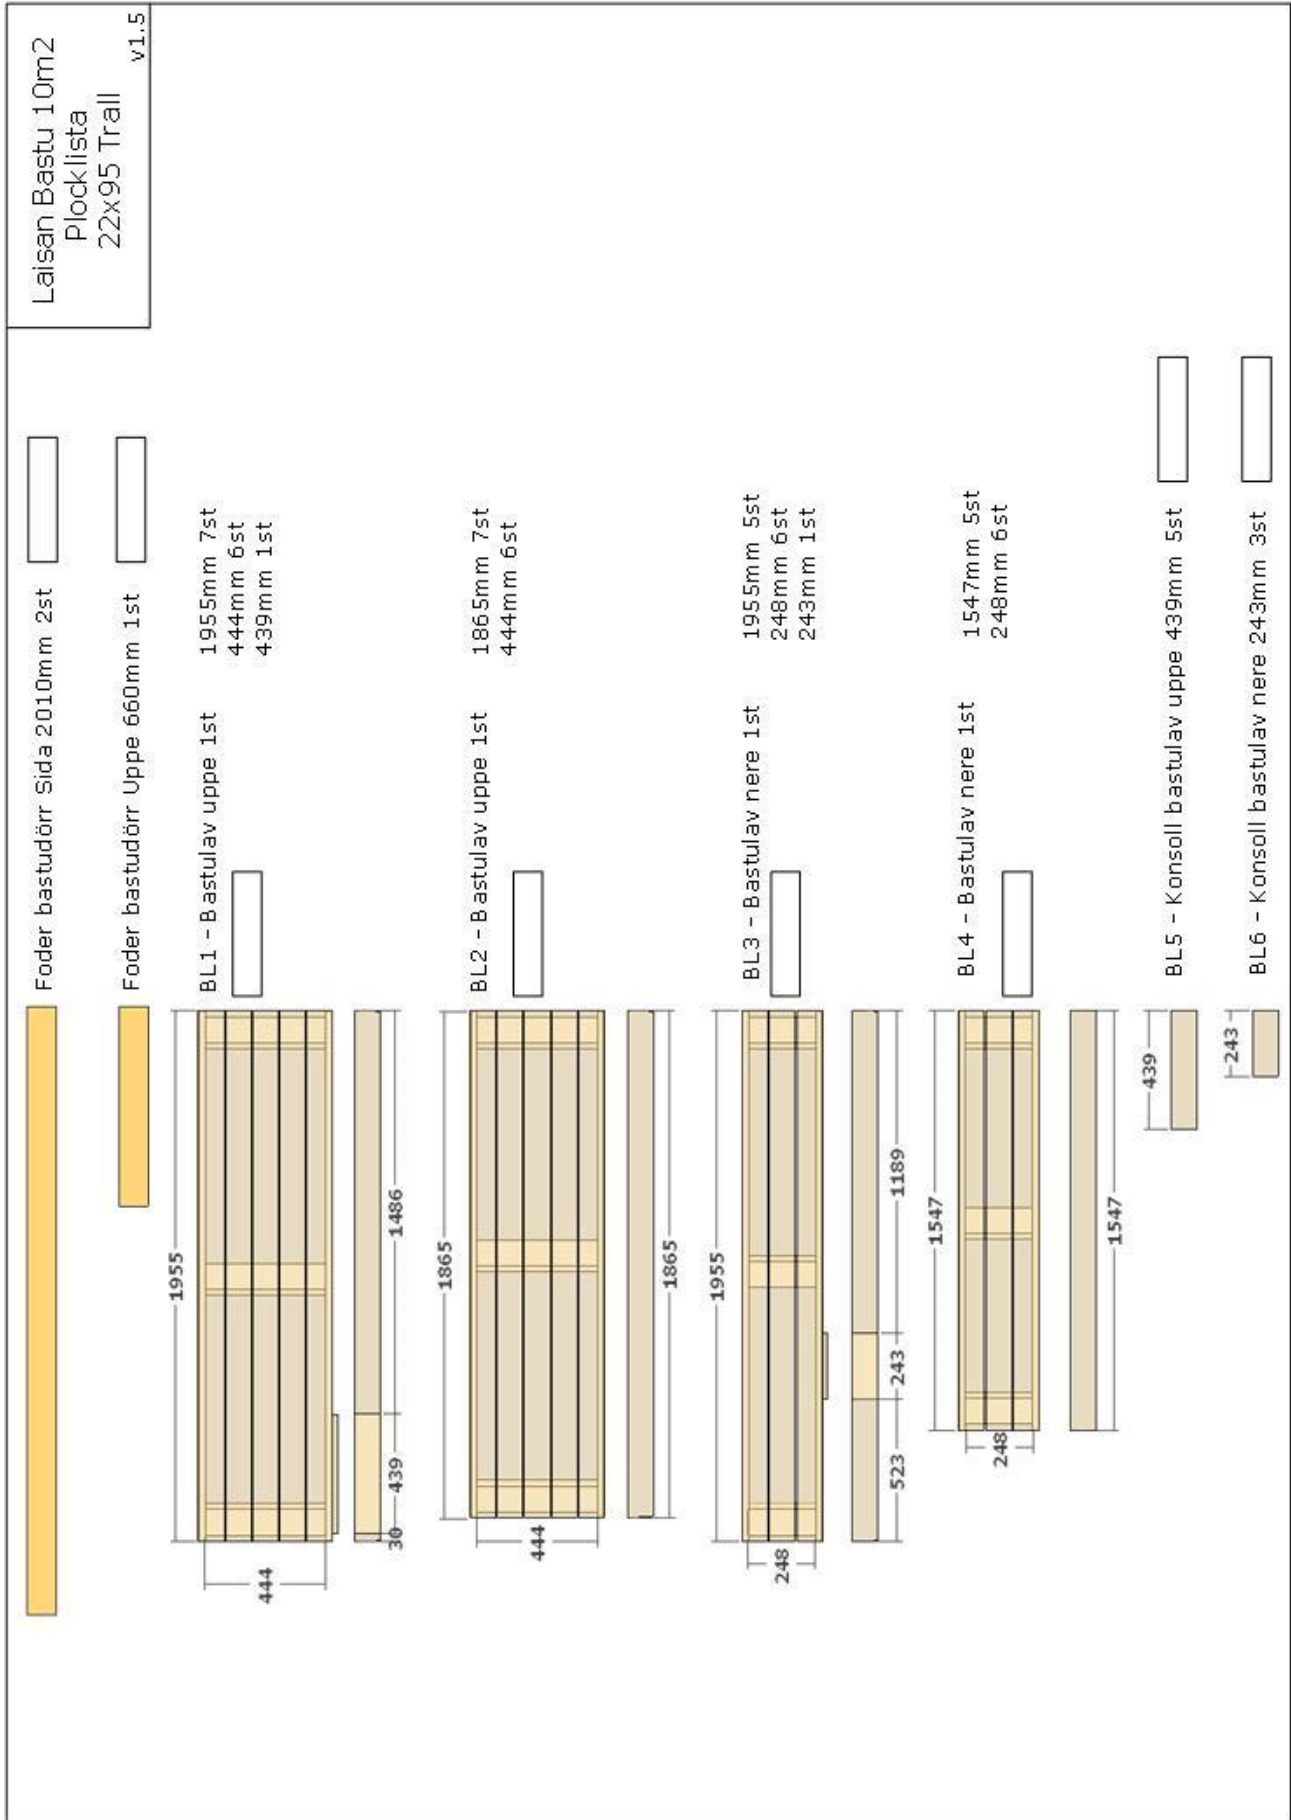 Laisan Bastu 10m2
Plocklista
22x95 Trall
v1.5
Foder bastudörr Sida 2010mm 2st
Foder bastudörr Uppe 660mm 1st
BL1 - Bastulav uppe 1st
1955mm 7st
444mm 6st
439mm 1st
1955
444
30
439
1486
BL2 - Bastulav uppe 1st
1865mm 7st
444mm 6st
1865
444
1865
BL3 - Bastulav nere 1st
1955mm 5st
248mm 6st
243mm 1st
1955
248
523
243
1189
BL4 - Bastulav nere 1st
1547mm 5st
248mm 6st
1547
248
1547
BL5 - Konsoll bastulav uppe 439mm 5st
439
BL6 - Konsoll bastulav nere 243mm 3st
243